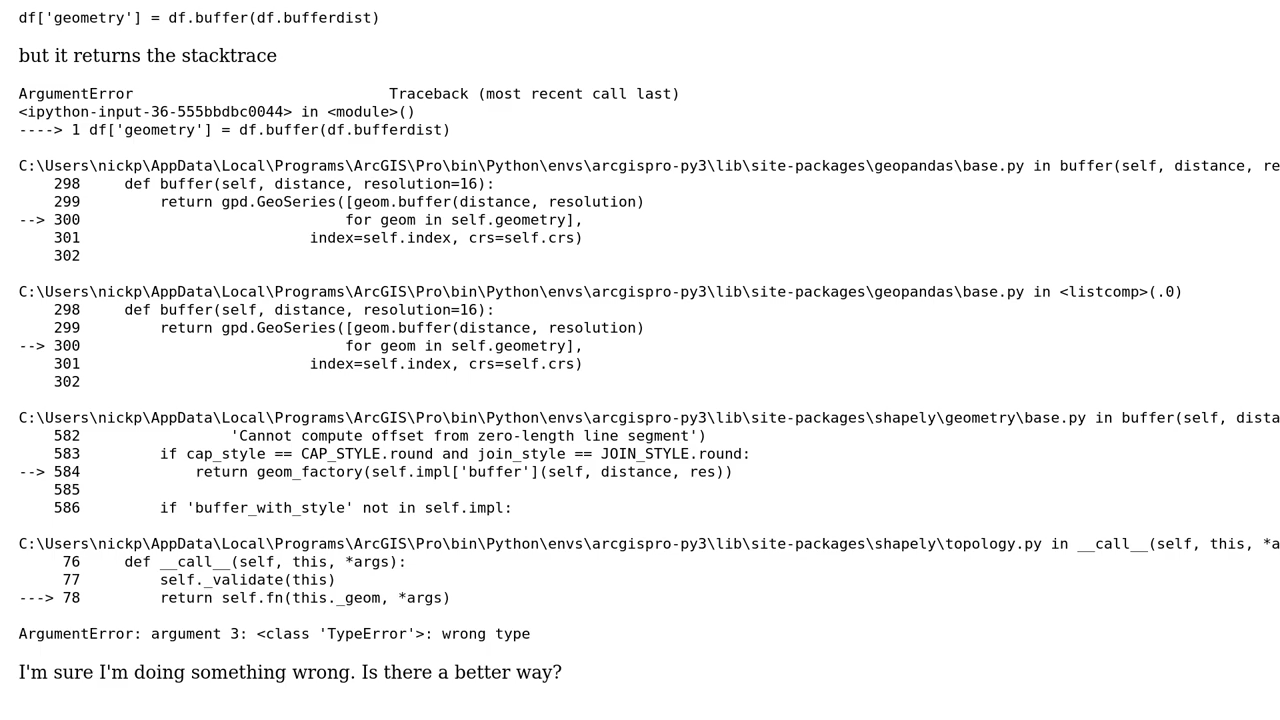 df['geometry'] = df.buffer(df.bufferdist)
but it returns the stacktrace
ArgumentError                             Traceback (most recent call last)
<ipython-input-36-555bbdbc0044> in <module>()
----> 1 df['geometry'] = df.buffer(df.bufferdist)
C:\Users\nickp\AppData\Local\Programs\ArcGIS\Pro\bin\Python\envs\arcgispro-py3\lib\site-packages\geopandas\base.py in buffer(self, distance, re
    298     def buffer(self, distance, resolution=16):
    299         return gpd.GeoSeries([geom.buffer(distance, resolution)
--> 300                              for geom in self.geometry],
    301                          index=self.index, crs=self.crs)
    302
C:\Users\nickp\AppData\Local\Programs\ArcGIS\Pro\bin\Python\envs\arcgispro-py3\lib\site-packages\geopandas\base.py in <listcomp>(.0)
    298     def buffer(self, distance, resolution=16):
    299         return gpd.GeoSeries([geom.buffer(distance, resolution)
--> 300                              for geom in self.geometry],
    301                          index=self.index, crs=self.crs)
    302
C:\Users\nickp\AppData\Local\Programs\ArcGIS\Pro\bin\Python\envs\arcgispro-py3\lib\site-packages\shapely\geometry\base.py in buffer(self, dista
    582                 'Cannot compute offset from zero-length line segment')
    583         if cap_style == CAP_STYLE.round and join_style == JOIN_STYLE.round:
--> 584             return geom_factory(self.impl['buffer'](self, distance, res))
    585
    586         if 'buffer_with_style' not in self.impl:
C:\Users\nickp\AppData\Local\Programs\ArcGIS\Pro\bin\Python\envs\arcgispro-py3\lib\site-packages\shapely\topology.py in __call__(self, this, *a
     76     def __call__(self, this, *args):
     77         self._validate(this)
---> 78         return self.fn(this._geom, *args)
ArgumentError: argument 3: <class 'TypeError'>: wrong type
I'm sure I'm doing something wrong. Is there a better way?